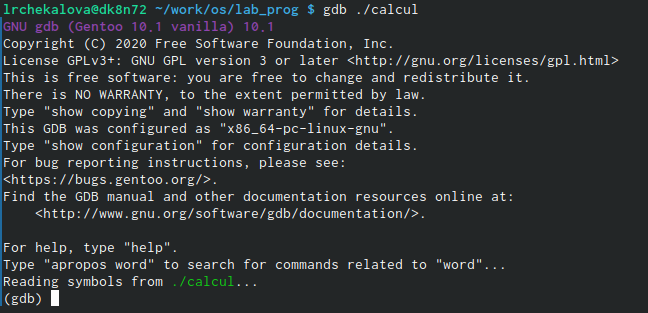 lrchekalova@dk8n72 ~/work/os/lab_prog $ gdb ./calcul
GNU gdb (Gentoo 10.1 vanilla) 10.1
Copyright (C) 2020 Free Software Foundation, Inc.
License GPLv3+: GNU GPL version 3 or later <http://gnu.org/licenses/gpl.html>
This is free software: you are free to change and redistribute it.
There is NO WARRANTY, to the extent permitted by law.
Type "show copying" and "show warranty" for details.
This GDB was configured as "x86_64-pc-linux-gnu".
Type "show configuration" for configuration details.
For bug reporting instructions, please see:
<https://bugs.gentoo.org/>.
Find the GDB manual and other documentation resources online at:
    <http://www.gnu.org/software/gdb/documentation/>.

For help, type "help".
Type "apropos word" to search for commands related to "word"...
Reading symbols from ./calcul...
(gdb)